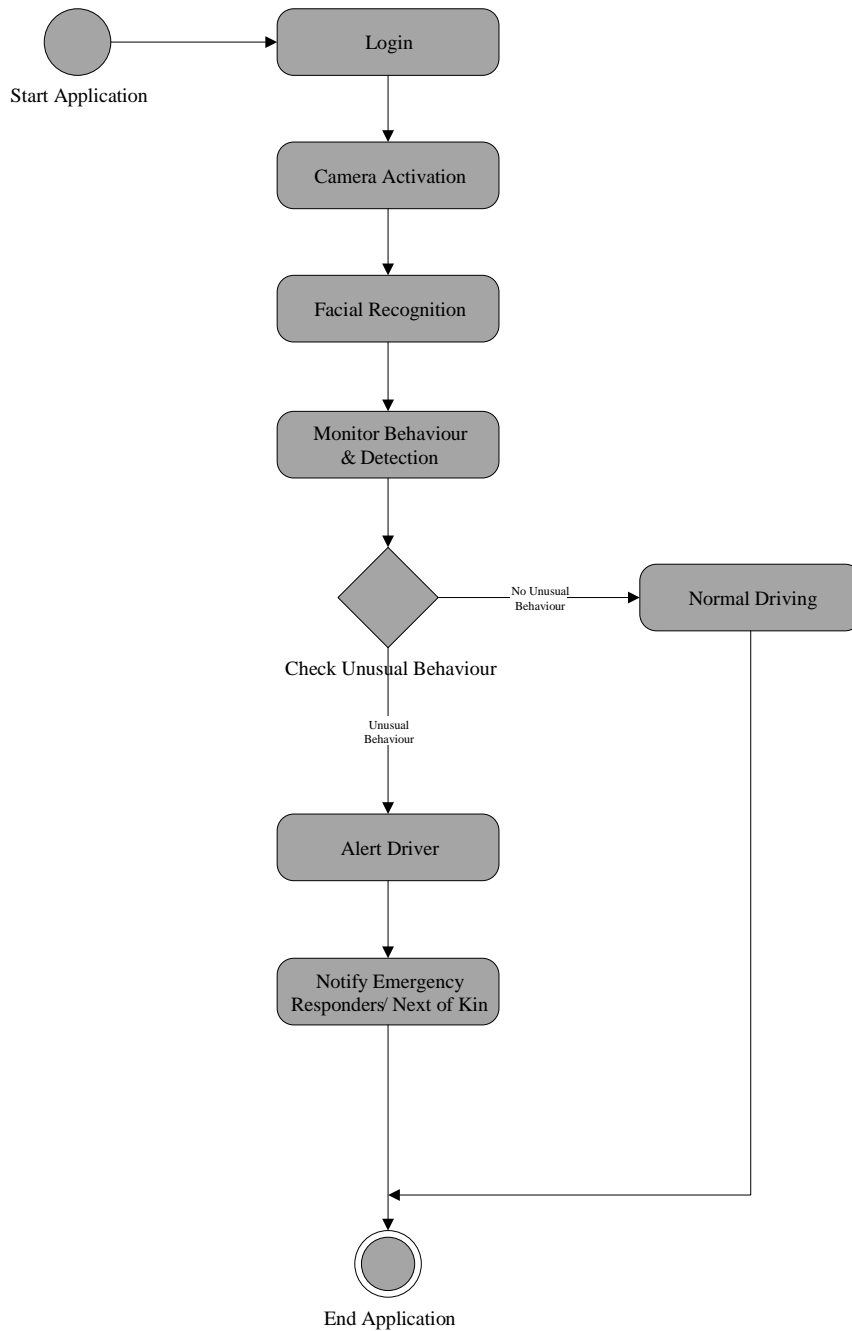 Login
Start Application
Camera Activation
Facial Recognition
Monitor Behaviour
& Detection
No Unusual
Behaviour
Normal Driving
Check Unusual Behaviour
Unusual
Behaviour
Alert Driver
Notify Emergency
Responders/ Next of Kin
End Application